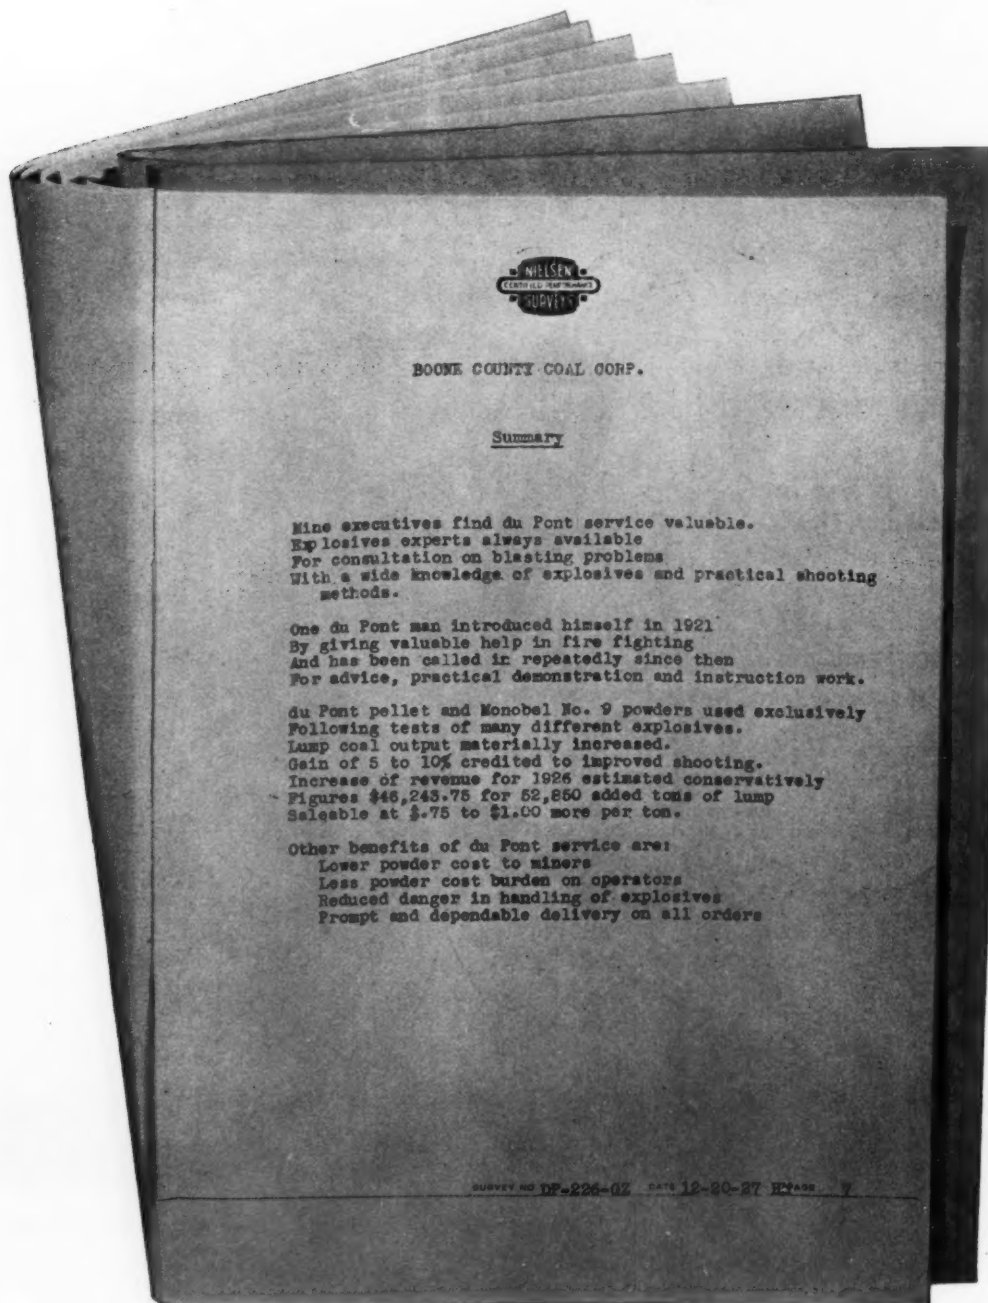 NIELSEN
CERTIFIED PERFORMANCE
SURVEYS
BOONE COUNTY COAL CORP.
Summary
Mine executives find du Pont service valuable.
Explosives experts always available
For consultation on blasting problems
With a wide knowledge of explosives and practical shooting
methods.
One du Pont man introduced himself in 1921
By giving valuable help in fire fighting
And has been called in repeatedly since then
For advice, practical demonstration and instruction work.
du Pont pellet and Monobel No. 9 powders used exclusively
Following tests of many different explosives.
Lump coal output materially increased.
Gain of 5 to 10% credited to improved shooting.
Increase of revenue for 1926 estimated conservatively
Figures $46,243.75 for 52,850 added tons of lump
Saleable at $.75 to $1.00 more per ton.
Other benefits of du Pont service are:
Lower powder cost to miners
Less powder cost burden on operators
Reduced danger in handling of explosives
Prompt and dependable delivery on all orders
SURVEY NO DP-226-GZ DATE 12-20-27 PAGE 7